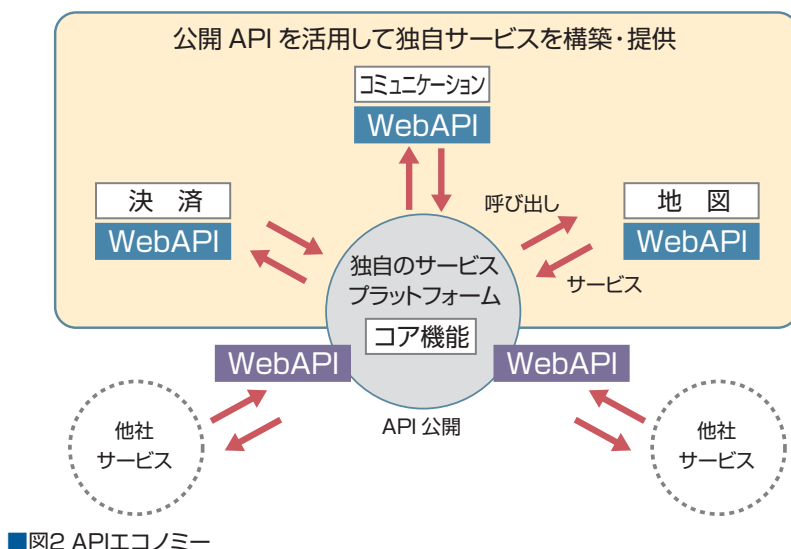 公開 API を活用して独自サービスを構築・提供
コミュニケーション
WebAPI
決 済
WebAPI
呼び出し
地 図
WebAPI
サービス
独自のサービス
プラットフォーム
コア機能
WebAPI
WebAPI
API 公開
他社
サービス
他社
サービス
■図2 APIエコノミー